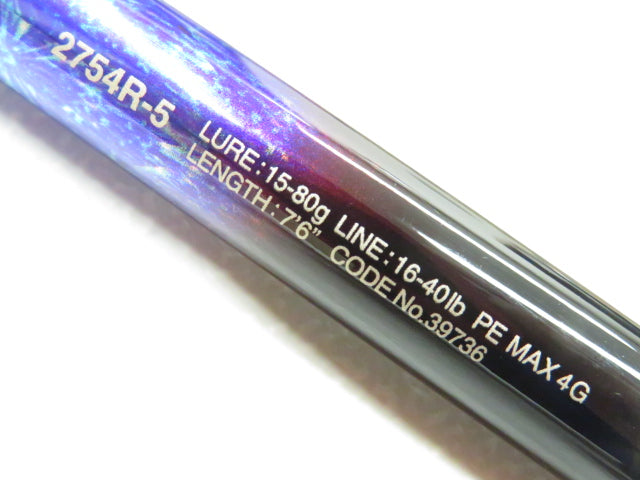 2754R-5
LURE:15-80g LINE:16-40lb PE MAX 4G
LENGTH:7'6" CODE No.39736